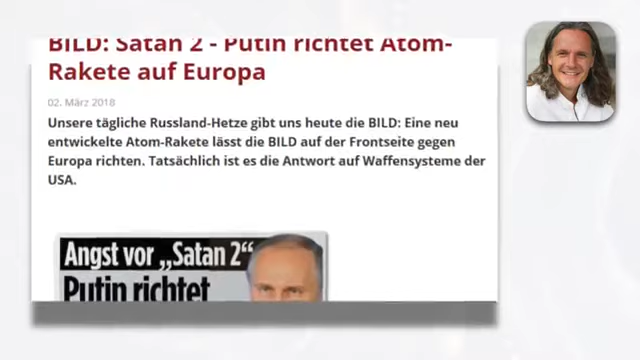 BILD: Satan 2 - Putin richtet Atom-
Rakete auf Europa
02. März 2018
Unsere tägliche Russland-Hetze gibt uns heute die BILD: Eine neu
entwickelte Atom-Rakete lässt die BILD auf der Frontseite gegen
Europa richten. Tatsächlich ist es die Antwort auf Waffensysteme der
USA.
Angst vor „Satan 2“
Putin richtet